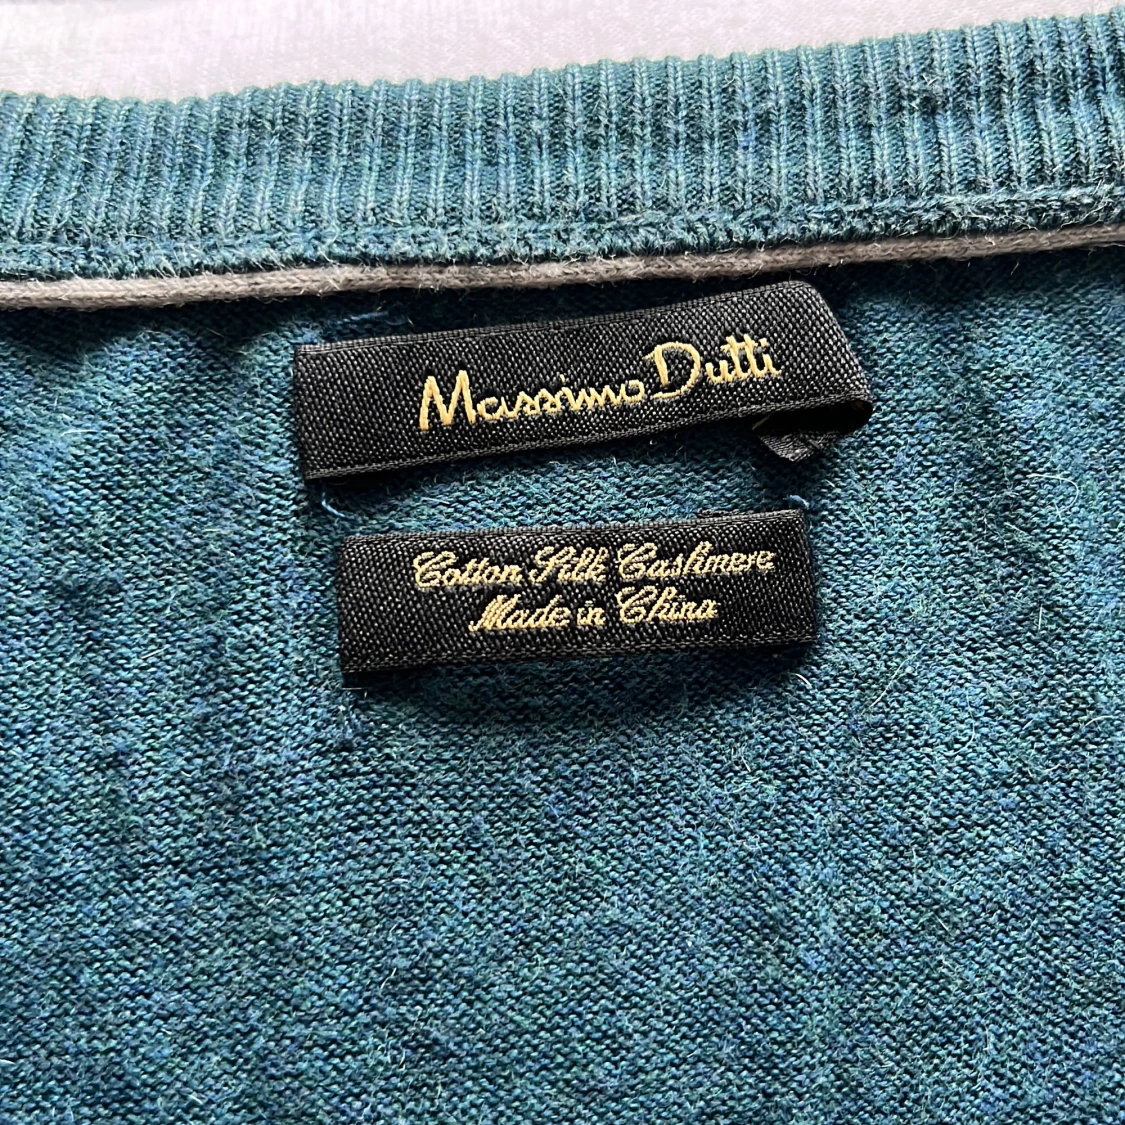 Massimo Dutti
Cotton Silk Cashmere
Made in China